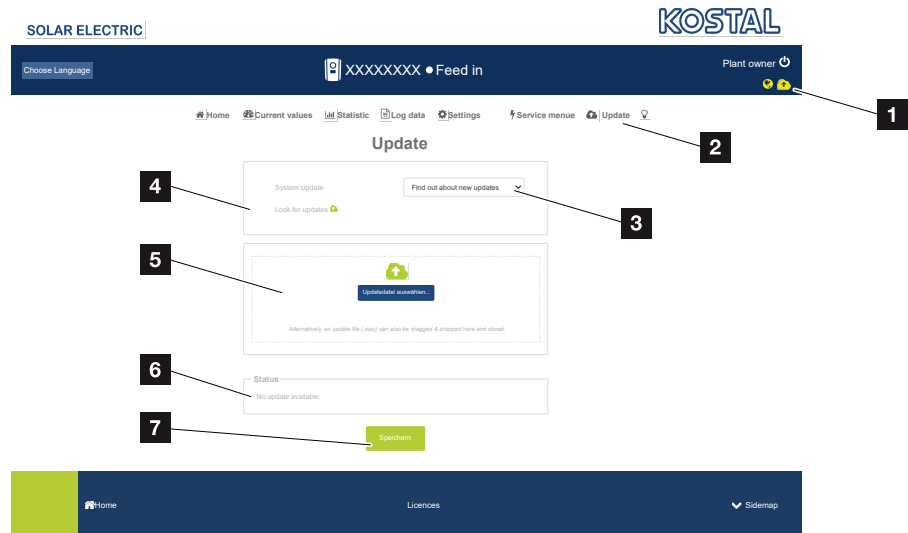 SOLAR ELECTRIC
KOSTAL
Choose Language
XXXXXXXX ● Feed in
Plant owner
1
Home Current values Statistic Log data Settings Service menue Update
2
Update
4
System Update Find out about new updates
Look for updates
3
5
Updatedatei auswählen...
Alternatively, an update file (.swu) can also be dragged & dropped here and stored.
6
Status
No update available
7
Speichern
Home Licences Sidemap